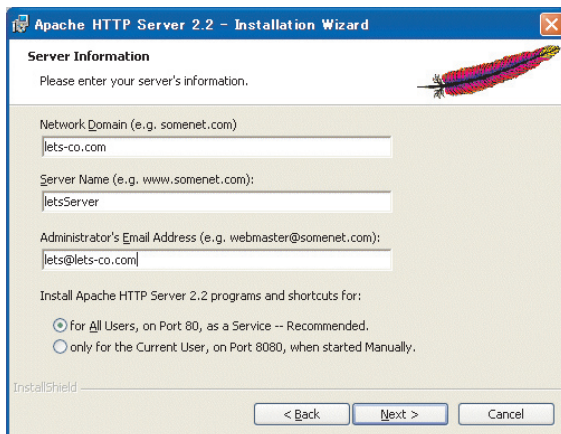 Apache HTTP Server 2.2 - Installation Wizard
Server Information
Please enter your server's information.
Network Domain (e.g. somenet.com)
lets-co.com
Server Name (e.g. www.somenet.com):
letsServer
Administrator's Email Address (e.g. webmaster@somenet.com):
lets@lets-co.com
Install Apache HTTP Server 2.2 programs and shortcuts for:
for All Users, on Port 80, as a Service -- Recommended.
only for the Current User, on Port 8080, when started Manually.
InstallShield
< Back Next > Cancel